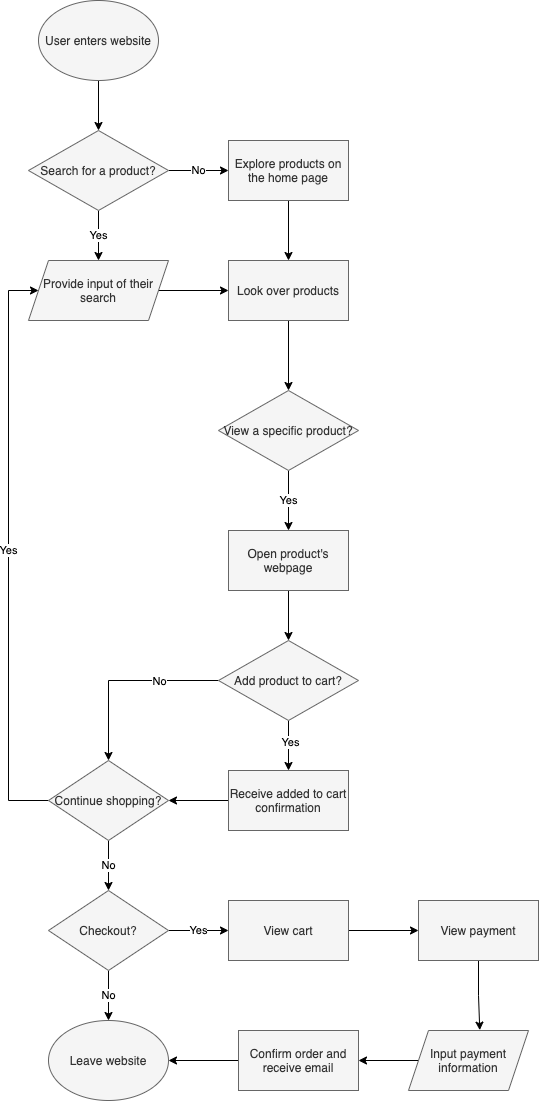 User enters website
Search for a product?
No
Explore products on
the home page
Yes
Provide input of their
search
Look over products
View a specific product?
Yes
Open product's
webpage
Yes
Add product to cart?
No
Yes
Receive added to cart
confirmation
Continue shopping?
No
Checkout?
Yes
View cart
View payment
No
Leave website
Confirm order and
receive email
Input payment
information